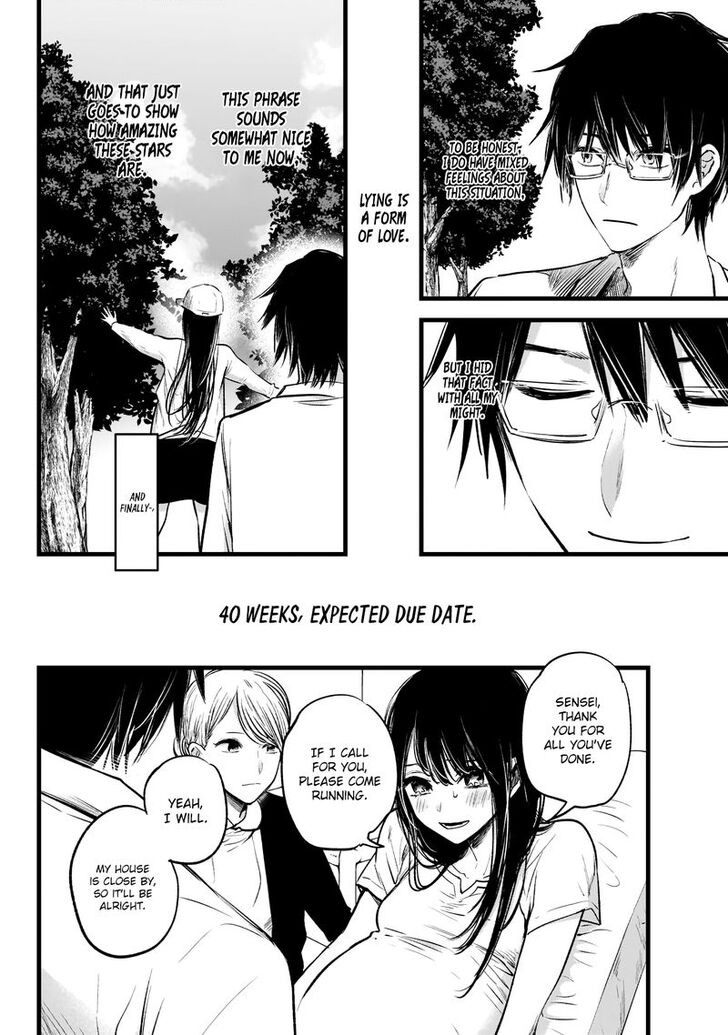 TO BE HONEST,
I DO HAVE MIXED
FEELINGS ABOUT
THIS SITUATION,
BUT I HID
THAT FACT
WITH ALL MY
MIGHT.
LYING IS
A FORM
OF LOVE.
THIS PHRASE
SOUNDS
SOMEWHAT NICE
TO ME NOW.
AND THAT JUST
GOES TO SHOW
HOW AMAZING
THESE STARS
ARE.
AND
FINALLY~,
40 WEEKS, EXPECTED DUE DATE.
SENSEI,
THANK
YOU FOR
ALL YOU'VE
DONE.
IF I CALL
FOR YOU,
PLEASE COME
RUNNING.
YEAH,
I WILL.
MY HOUSE
IS CLOSE BY,
SO IT'LL BE
ALRIGHT.